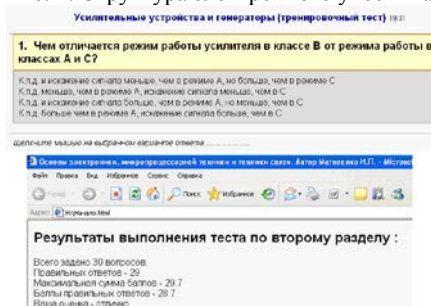 Усилительные устройства и генераторы (тренировочный тест)
1. Чем отличается режим работы усилителя в классе В от режима работы в
классах А и С?
К.п.д. и искажение сигнала меньше, чем в режиме А, но больше, чем в режиме С
К.п.д. меньше, чем в режиме А, искажение сигнала меньше, чем в С
К.п.д. и искажение сигнала больше, чем в режиме А, но меньше, чем в режиме С
К.п.д. больше чем в режиме А, искажение сигнала больше, чем в С
Щелкните мышью на выбранном варианте ответа
Основы электроники, микропроцессорной техники и техники связи. Автор Матвеенко И.П. - Microsoft
Файл Правка Вид Избранное Сервис Справка
Назад Поиск Избранное
Адрес
Результаты выполнения теста по второму разделу :
Всего задано 30 вопросов.
Правильных ответов - 29
Максимальная сумма баллов - 29.7
Баллы правильных ответов - 28.7
Ваша оценка - отлично